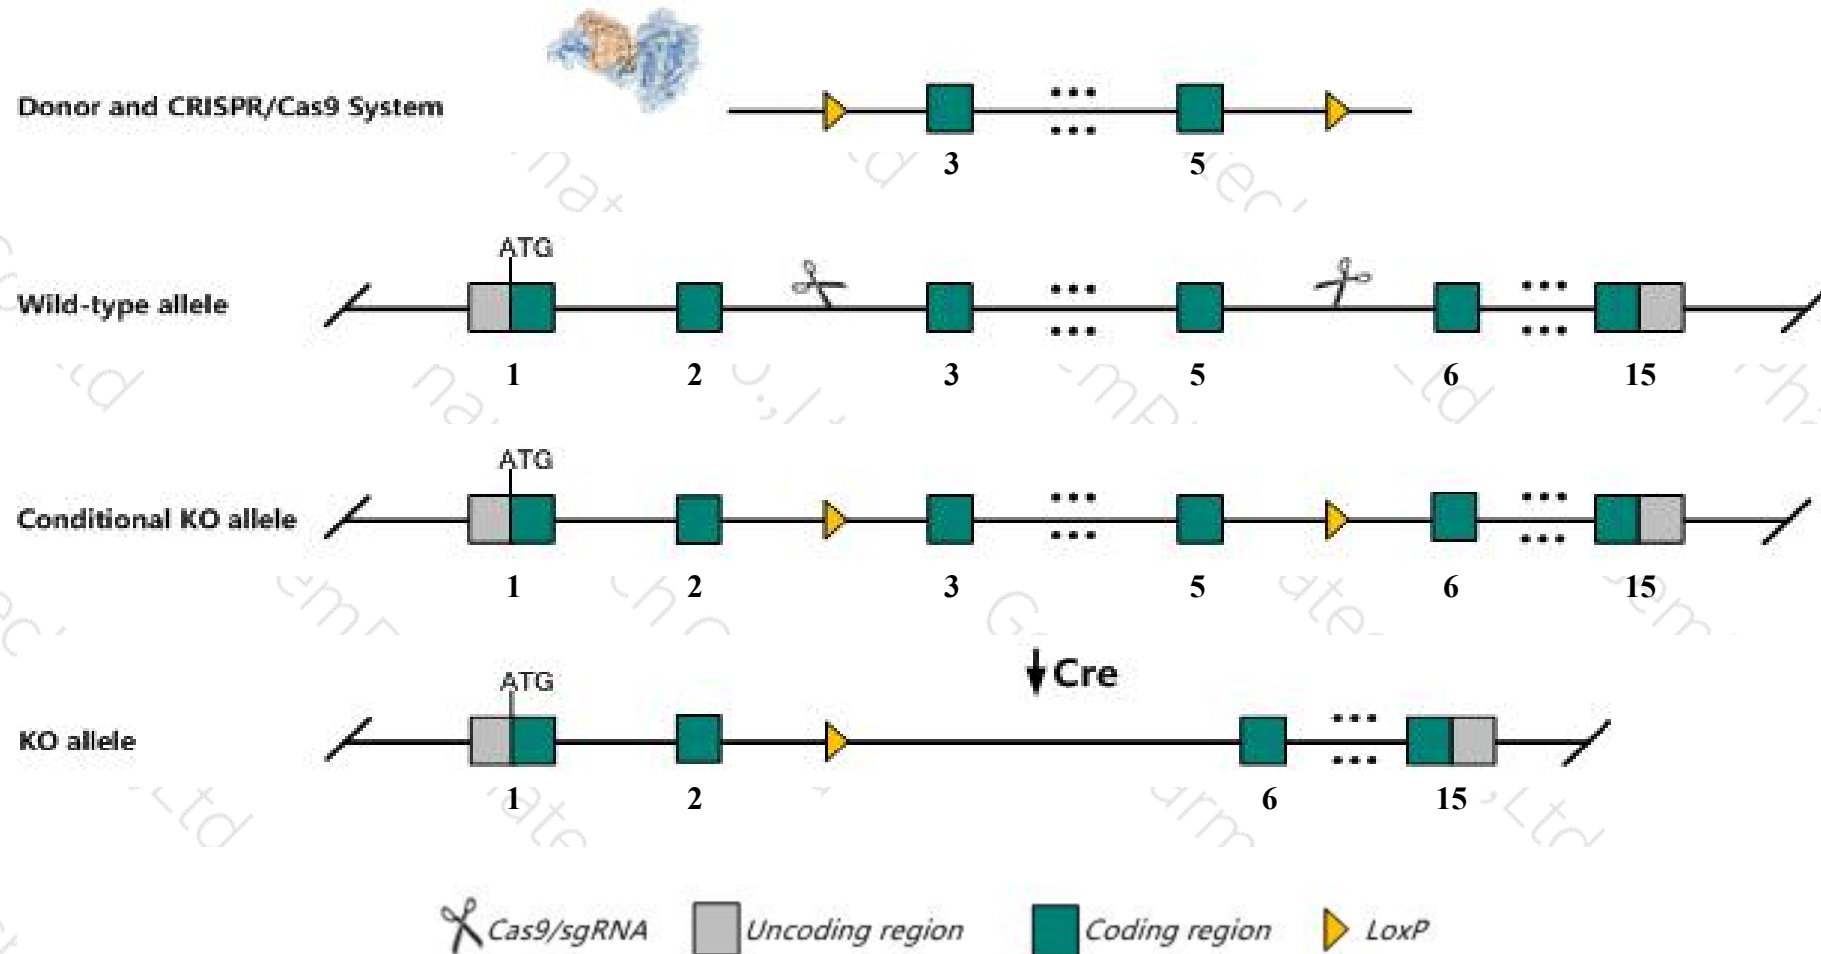 Donor and CRISPR/Cas9 System
3 5
ATG
Wild-type allele
1 2 3 5 6 15
ATG
Conditional KO allele
1 2 3 5 6 15
Cre
ATG
KO allele
1 2 6 15
Cas9/sgRNA Uncoding region Coding region LoxP